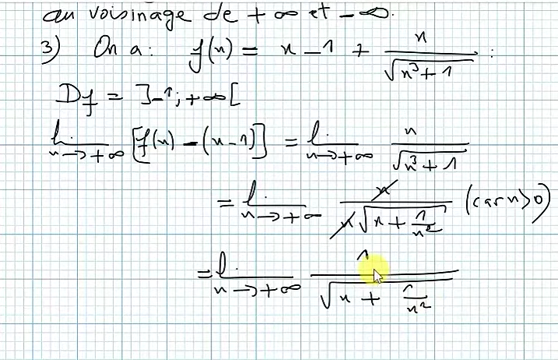 au voisinage de +∞ et -∞.
3) On a : f(x) = x - 1 + x/√(x³ + 1) :
Df = ]-1 ; +∞[
lim x→+∞ [f(x) - (x - 1)] = lim x→+∞ x/√(x³ + 1)
= lim x→+∞ x/(x√(x + 1/x²)) (car x > 0)
= lim x→+∞ 1/√(x + 1/x²)